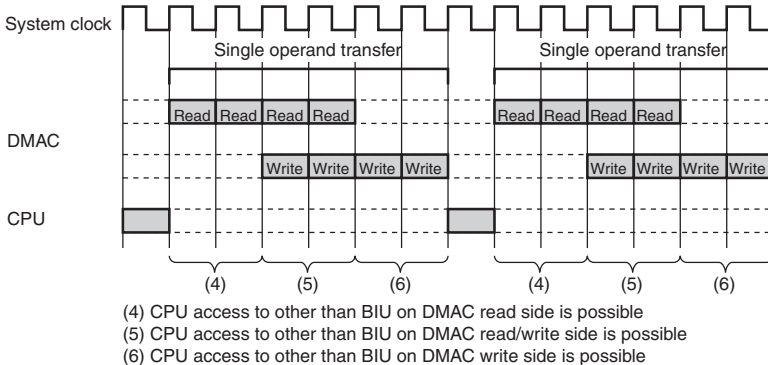 System clock
Single operand transfer Single operand transfer
Read Read Read Read Read Read Read Read
DMAC
Write Write Write Write Write Write Write Write
CPU
(4) (5) (6) (4) (5) (6)
(4) CPU access to other than BIU on DMAC read side is possible
(5) CPU access to other than BIU on DMAC read/write side is possible
(6) CPU access to other than BIU on DMAC write side is possible